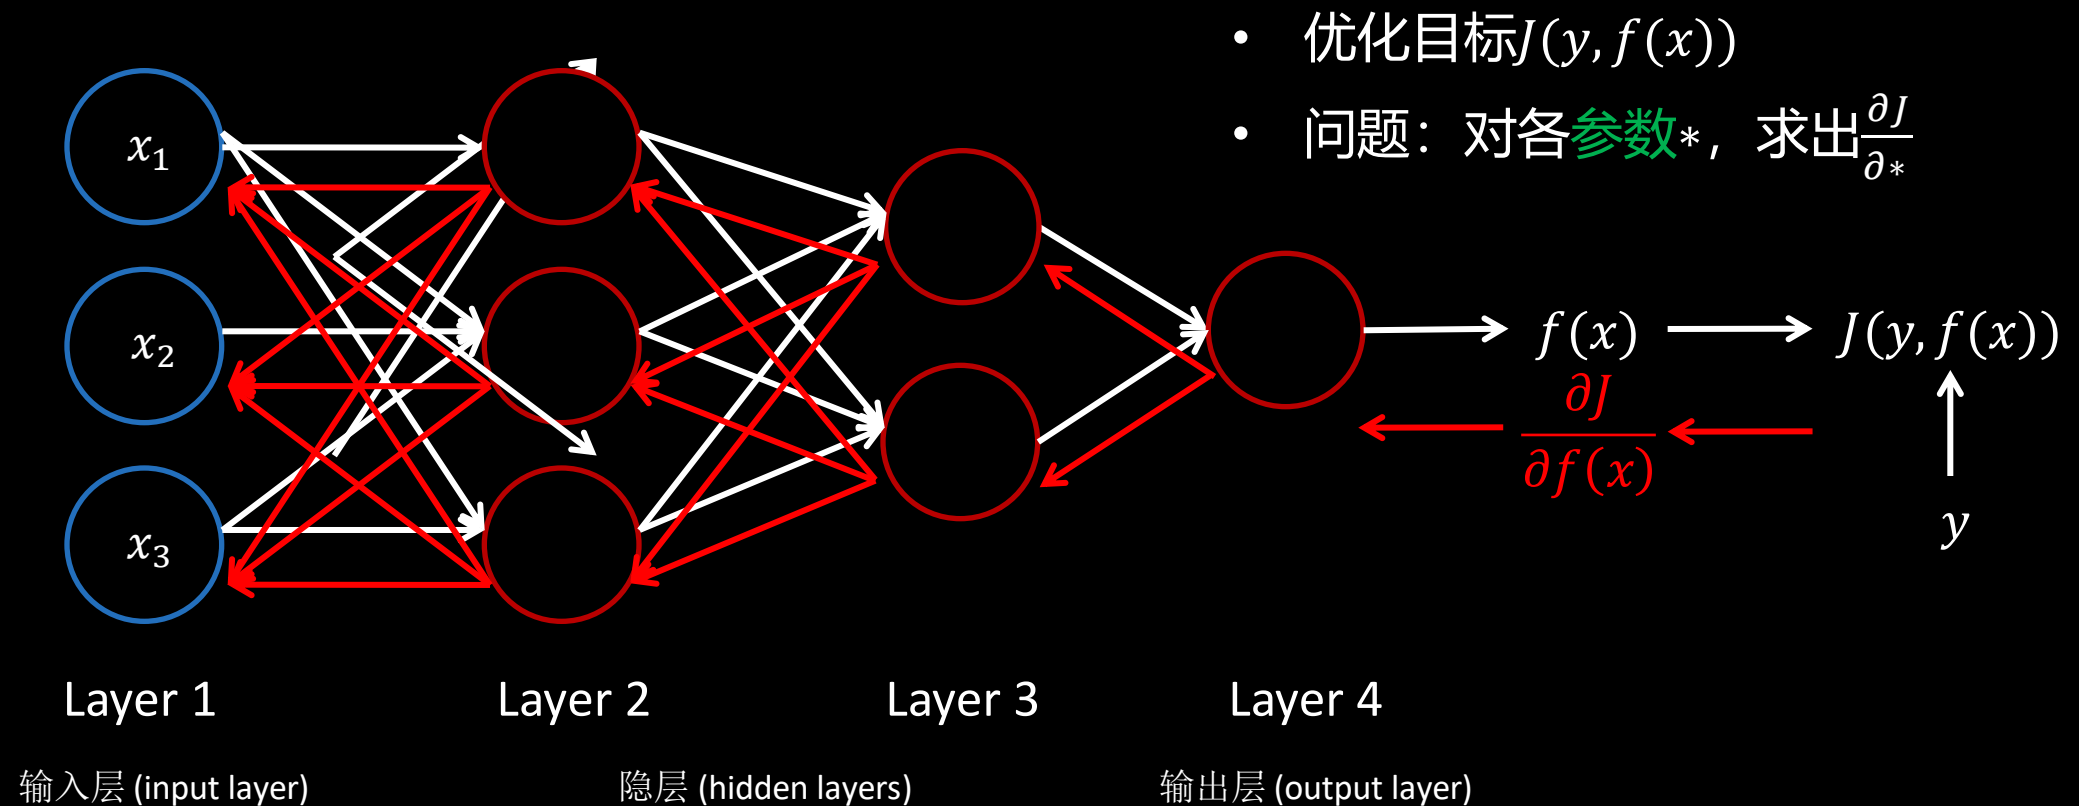 • 优化目标J(y, f(x))
• 问题：对各参数*，求出∂J/∂*
x₁
x₂
x₃
f(x)
J(y, f(x))
∂J
∂f(x)
y
Layer 1
Layer 2
Layer 3
Layer 4
输入层 (input layer)
隐层 (hidden layers)
输出层 (output layer)